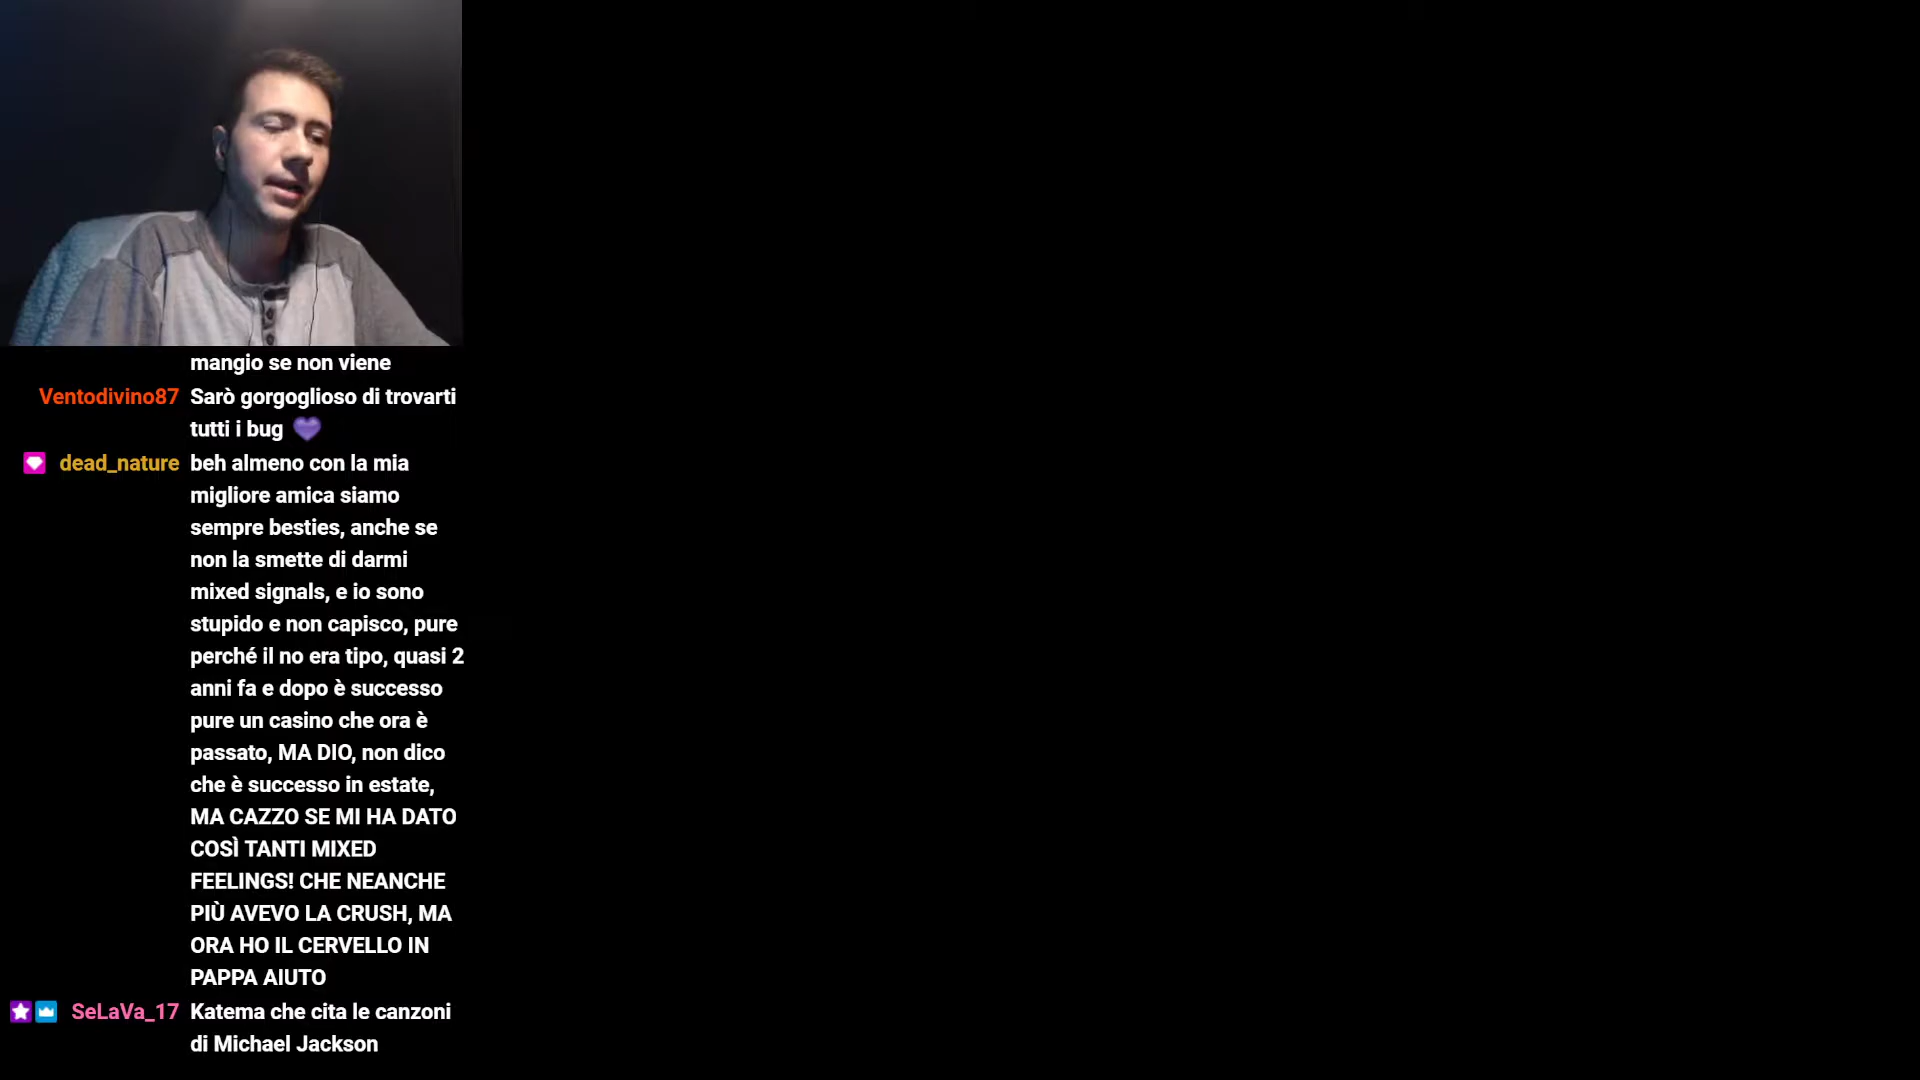 mangio se non viene
Ventodivino87 Sarò gorgoglioso di trovarti
tutti i bug 💜
dead_nature beh almeno con la mia
migliore amica siamo
sempre besties, anche se
non la smette di darmi
mixed signals, e io sono
stupido e non capisco, pure
perché il no era tipo, quasi 2
anni fa e dopo è successo
pure un casino che ora è
passato, MA DIO, non dico
che è successo in estate,
MA CAZZO SE MI HA DATO
COSÌ TANTI MIXED
FEELINGS! CHE NEANCHE
PIÙ AVEVO LA CRUSH, MA
ORA HO IL CERVELLO IN
PAPPA AIUTO
SeLaVa_17 Katema che cita le canzoni
di Michael Jackson